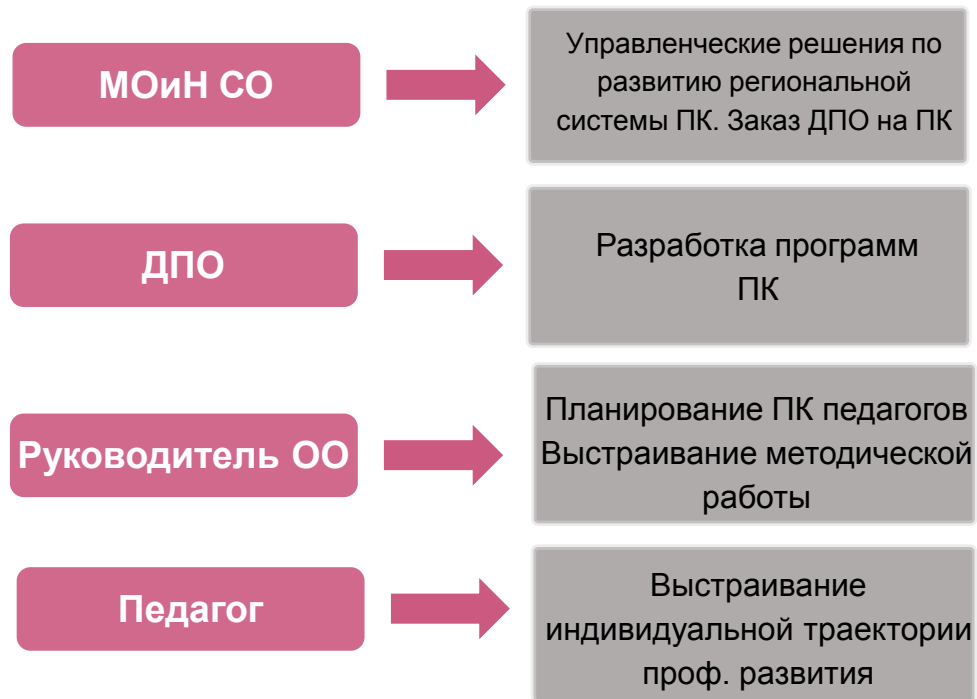 МОиН СО
Управленческие решения по
развитию региональной
системы ПК. Заказ ДПО на ПК
ДПО
Разработка программ
ПК
Руководитель ОО
Планирование ПК педагогов
Выстраивание методической
работы
Педагог
Выстраивание
индивидуальной траектории
проф. развития